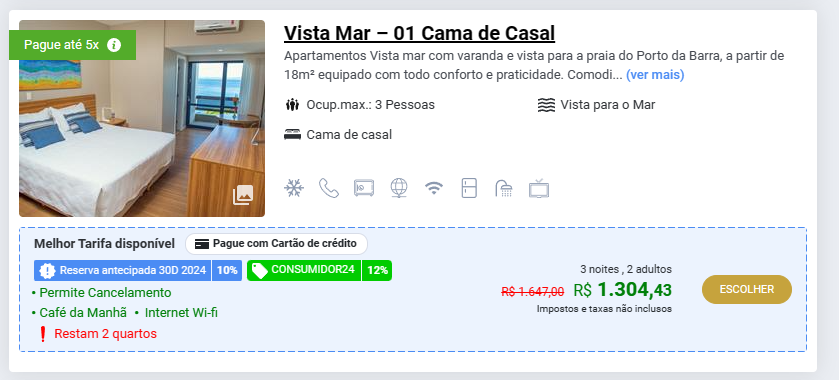 Pague até 5x
Vista Mar – 01 Cama de Casal
Apartamentos Vista mar com varanda e vista para a praia do Porto da Barra, a partir de
18m² equipado com todo conforto e praticidade. Comodi... (ver mais)
Ocup.max.: 3 Pessoas
Vista para o Mar
Cama de casal
Melhor Tarifa disponível
Pague com Cartão de crédito
Reserva antecipada 30D 2024 10%
CONSUMIDOR24 12%
• Permite Cancelamento
• Café da Manhã • Internet Wi-fi
Restam 2 quartos
3 noites , 2 adultos
R$ 1.647,00 R$ 1.304,43
Impostos e taxas não inclusos
ESCOLHER